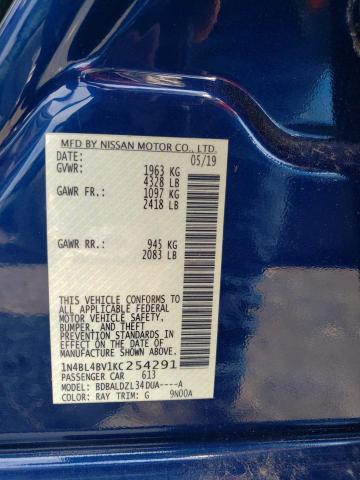 MFD BY NISSAN MOTOR CO., LTD.
DATE: 05/19
GVWR: 1963 KG
4328 LB
GAWR FR: 1097 KG
2418 LB
GAWR RR: 945 KG
2083 LB
THIS VEHICLE CONFORMS TO
ALL APPLICABLE FEDERAL
MOTOR VEHICLE SAFETY,
BUMPER, AND THEFT
PREVENTION STANDARDS IN
EFFECT ON THE DATE OF
MANUFACTURE SHOWN ABOVE.
1N4BL4BV1KC254291
PASSENGER CAR 613
MODEL: BDBALDZL34DUA----A
COLOR: RAY TRIM: G 9N00A